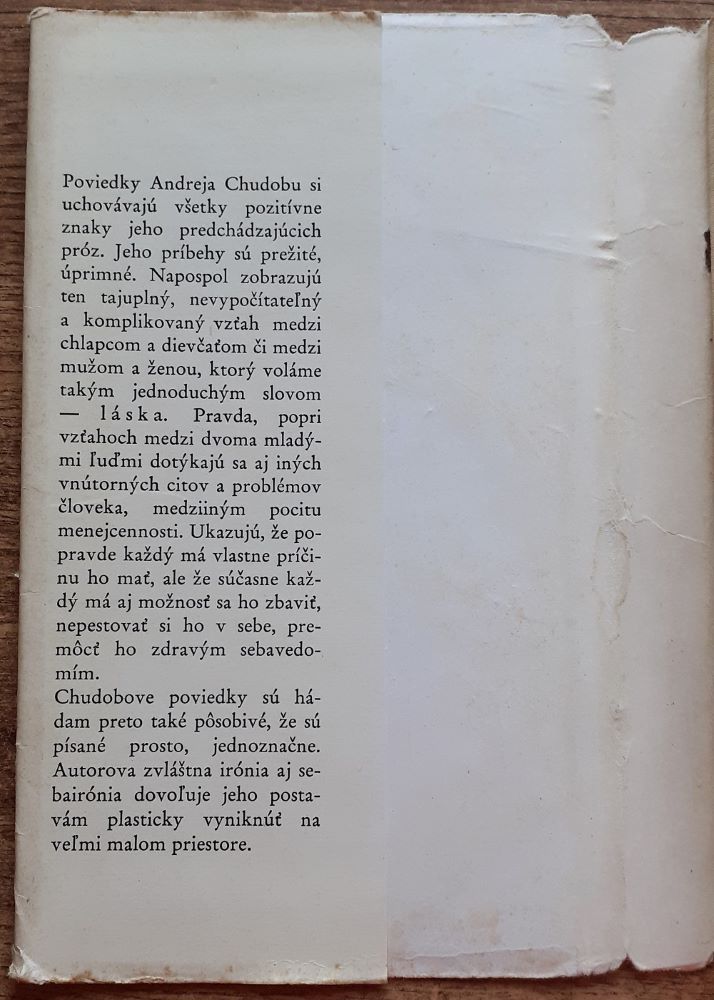 Poviedky Andreja Chudobu si
uchovávajú všetky pozitívne
znaky jeho predchádzajúcich
próz. Jeho príbehy sú prežité,
úprimné. Napospol zobrazujú
ten tajuplný, nevypočítateľný
a komplikovaný vzťah medzi
chlapcom a dievčaťom či medzi
mužom a ženou, ktorý voláme
takým jednoduchým slovom
— láska. Pravda, popri
vzťahoch medzi dvoma mladý-
mi ľuďmi dotýkajú sa aj iných
vnútorných citov a problémov
človeka, medziiným pocitu
menejcennosti. Ukazujú, že po-
pravde každý má vlastne príči-
nu ho mať, ale že súčasne kaž-
dý má aj možnosť sa ho zbaviť,
nepestovať si ho v sebe, pre-
môcť ho zdravým sebavedo-
mím.
Chudobove poviedky sú há-
dam preto také pôsobivé, že sú
písané prosto, jednoznačne.
Autorova zvláštna irónia aj se-
bairónia dovoľuje jeho posta-
vám plasticky vyniknúť na
veľmi malom priestore.